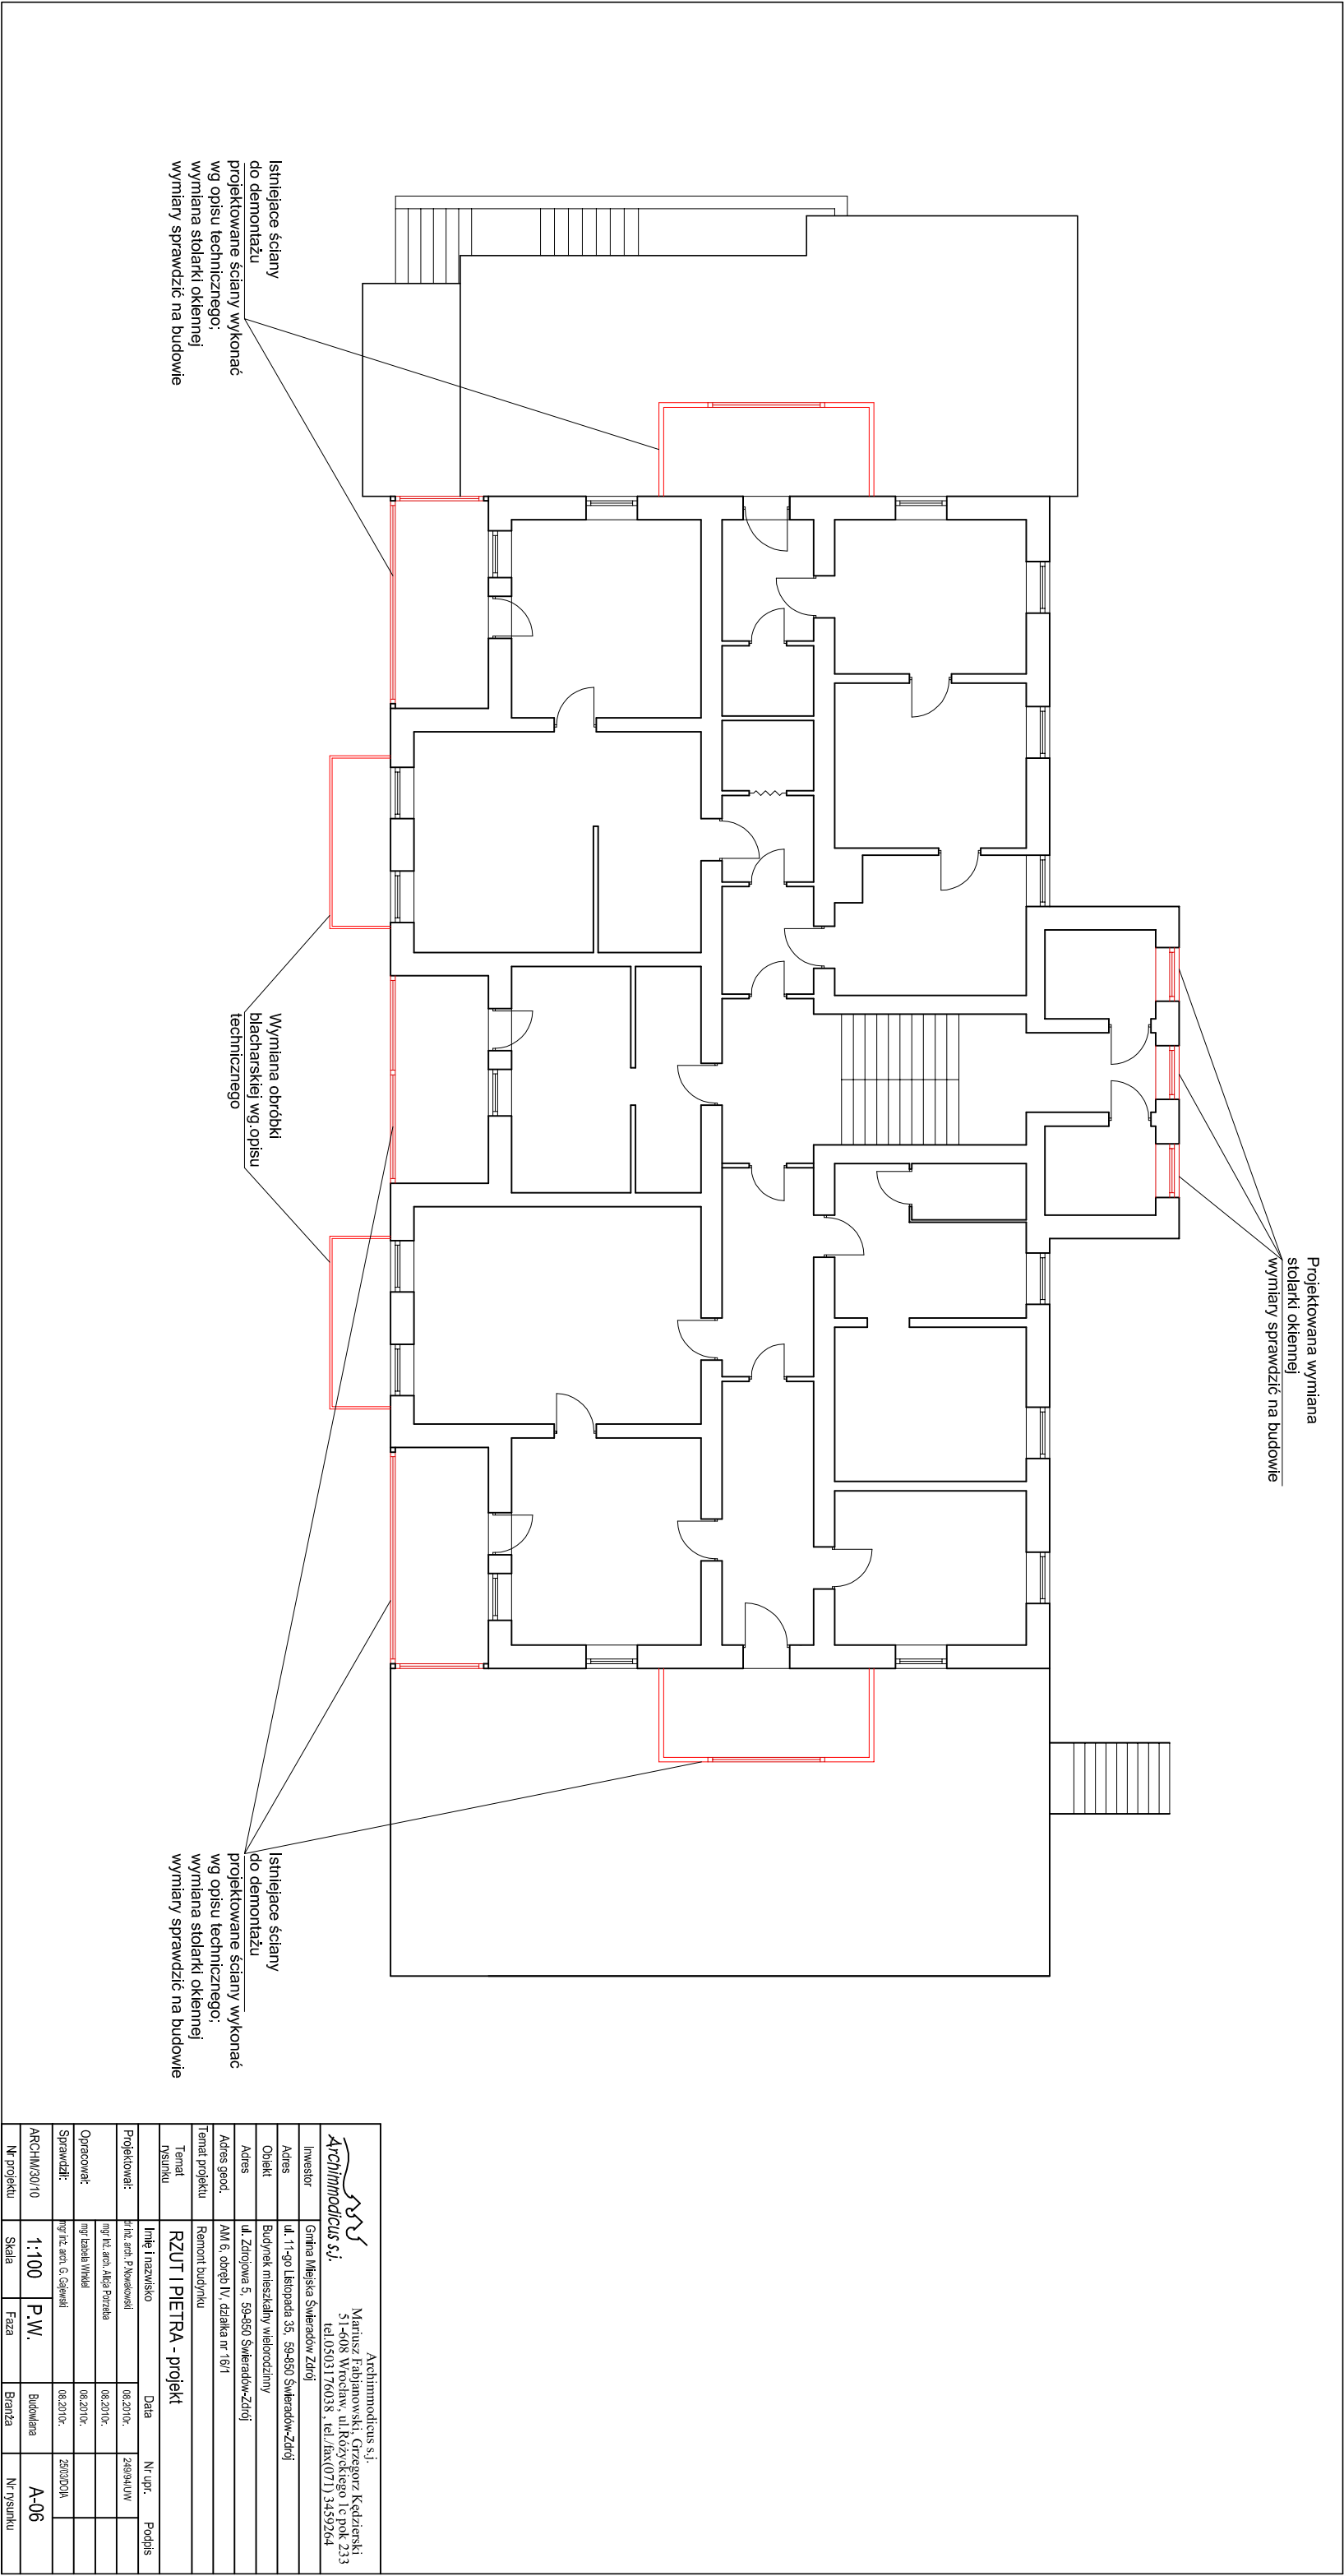 Projektowana wymiana
stolarki okiennej
wymiary sprawdzić na budowie
Istniejace ściany
do demontażu
projektowane ściany wykonać
wg opisu technicznego;
wymiana stolarki okiennej
wymiary sprawdzić na budowie
Wymiana obróbki
blacharskiej wg.opisu
technicznego
Istniejace ściany
do demontażu
projektowane ściany wykonać
wg opisu technicznego;
wymiana stolarki okiennej
wymiary sprawdzić na budowie
Archimmodicus s.j.
Archimmodicus s.j.
Mariusz Fabjanowski, Grzegorz Kędzierski
51-608 Wrocław, ul.Różyckiego 1c pok 233
tel.0503176038 , tel./fax(071) 3459264
Inwestor Gmina Miejska Świeradów Zdrój
Adres ul. 11-go Listopada 35, 59-850 Świeradów-Zdrój
Obiekt Budynek mieszkalny wielorodzinny
Adres ul. Zdrojowa 5, 59-850 Świeradów-Zdrój
Adres geod. AM 6, obręb IV, działka nr 16/1
Temat projektu Remont budynku
Temat rysunku RZUT I PIETRA - projekt
Imię i nazwisko Data Nr upr. Podpis
Projektował: dr inż. arch. P.Nowakowski 08.2010r. 249/94/UW
mgr inż. arch. Alicja Potrzeba 08.2010r.
Opracował: mgr Izabela Winkiel 08.2010r.
Sprawdził: mgr inż. arch. G. Gajewski 08.2010r. 25/03/DOIA
ARCHM/30/10 1:100 P.W. Budowlana A-06
Nr projektu Skala Faza Branża Nr rysunku